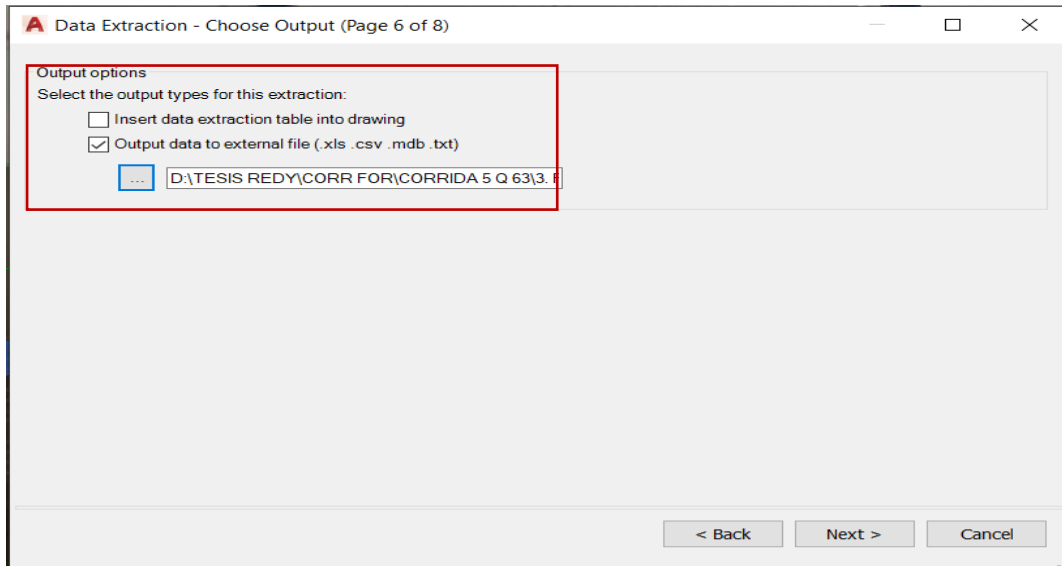 Data Extraction - Choose Output (Page 6 of 8)
Output options
Select the output types for this extraction:
Insert data extraction table into drawing
Output data to external file (.xls .csv .mdb .txt)
... D:\TESIS REDY\CORR FOR\CORRIDA 5 Q 63\3.
< Back Next > Cancel